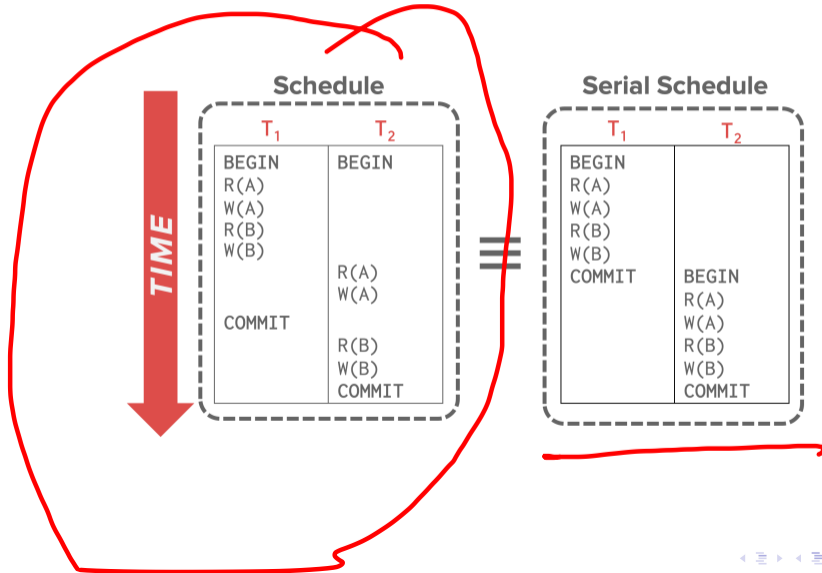 Schedule
T1 T2
BEGIN BEGIN
R(A)
W(A)
R(B)
W(B)
R(A)
W(A)
COMMIT
R(B)
W(B)
COMMIT
TIME
≡
Serial Schedule
T1 T2
BEGIN
R(A)
W(A)
R(B)
W(B)
COMMIT BEGIN
R(A)
W(A)
R(B)
W(B)
COMMIT